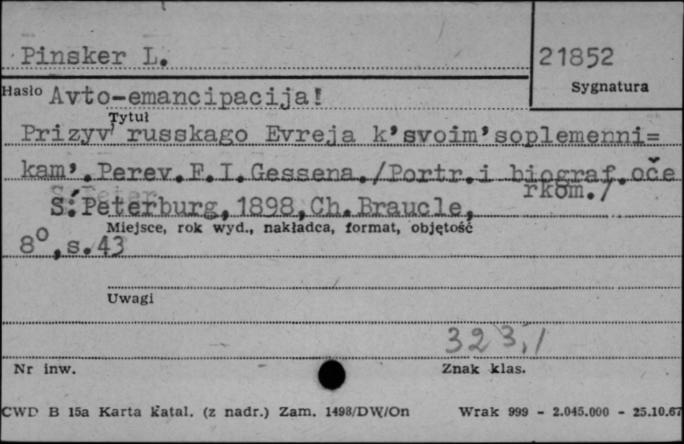 Pinsker L.
21852
Sygnatura
Hasło Avto-emancipacija!
Tytuł
Prizyv' russkago Evreja k'svoim'soplemenni=
kam'.Perev.F.I.Gessena./Portr.i biograf.oče
rkom./
S.Peterburg,1898,Ch.Braucle,
Miejsce, rok wyd., nakładca, format, objętość
8°,s.43
Uwagi
323,1
Nr inw.
Znak klas.
CWD B 15a Karta katal. (z nadr.) Zam. 1498/DW/On
Wrak 999 - 2.045.000 - 25.10.67